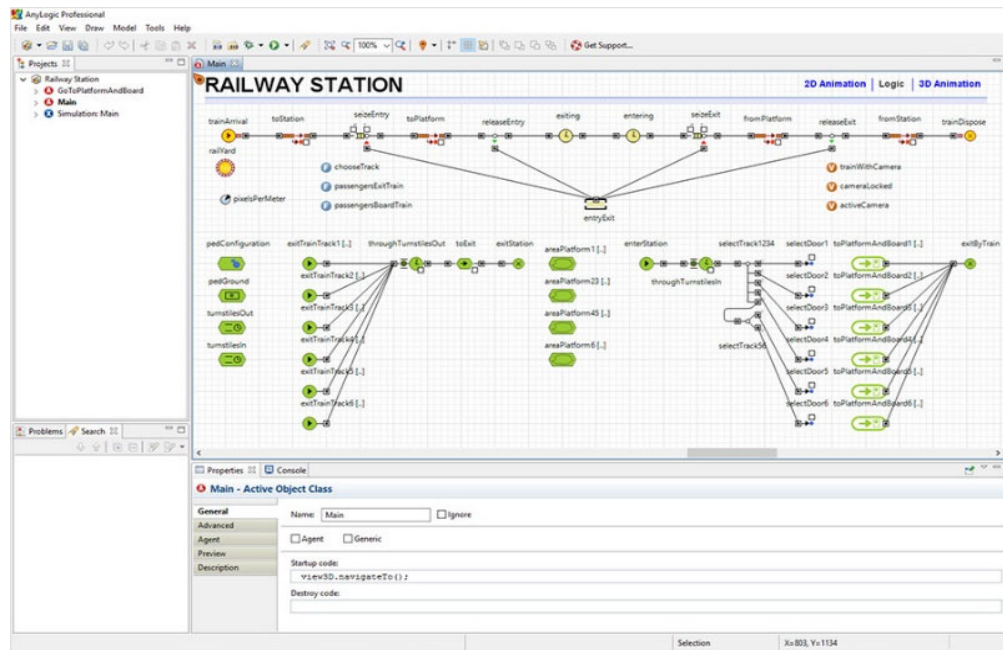 AnyLogic Professional
File Edit View Draw Model Tools Help
100% Get Support...
Projects
Railway Station
GoToPlatformAndBoard
Main
Simulation: Main
Main
RAILWAY STATION
2D Animation | Logic | 3D Animation
trainArrival toStation seizeEntry toPlatform releaseEntry exiting entering seizeExit fromPlatform releaseExit fromStation trainDispose
railYard
chooseTrack trainWithCamera
passengersExitTrain cameraLocked
pixelsPerMeter passengersBoardTrain activeCamera
entryExit
pedConfiguration exitTrainTrack1 [..] throughTurnstilesOut toExit exitStation areaPlatform1 [..] enterStation selectTrack1234 selectDoor1 toPlatformAndBoard1 [..] exitByTrain
pedGround exitTrainTrack2 [..] areaPlatform23 [..] throughTurnstilesIn selectDoor2 toPlatformAndBoard2 [..]
turnstilesOut exitTrainTrack3 [..] areaPlatform45 [..] selectDoor3 toPlatformAndBoard3 [..]
turnstilesIn exitTrainTrack4 [..] areaPlatform6 [..] selectTrack56 selectDoor4 toPlatformAndBoard4 [..]
exitTrainTrack5 [..] selectDoor5 toPlatformAndBoard5 [..]
exitTrainTrack6 [..] selectDoor6 toPlatformAndBoard6 [..]
Problems Search
Properties Console
Main - Active Object Class
General
Advanced
Agent
Preview
Description
Name: Main Ignore
Agent Generic
Startup code:
view3D.navigateTo();
Destroy code:
Selection X=803, Y=1134